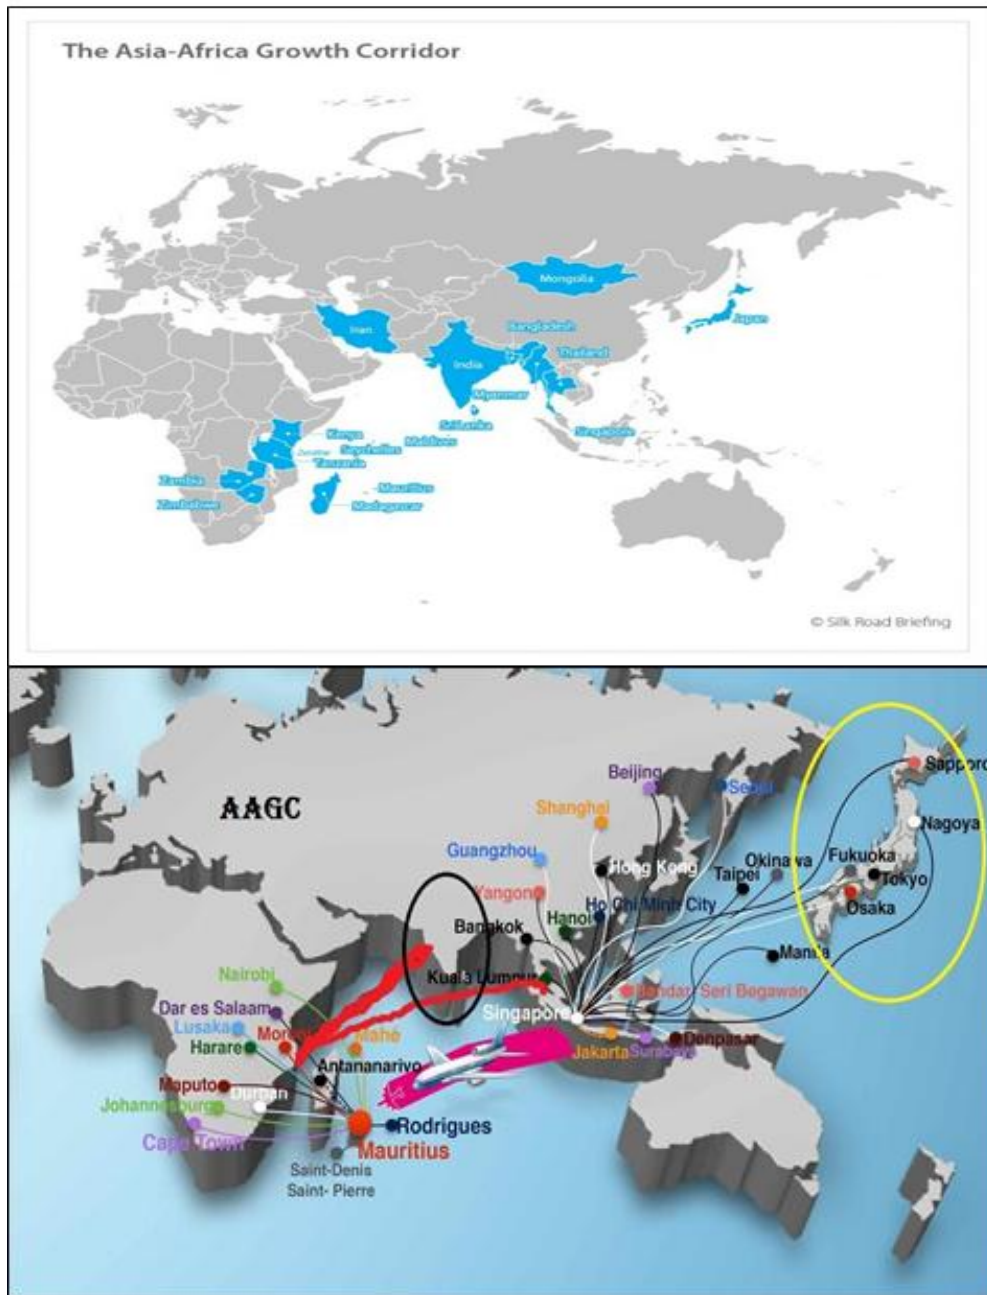 The Asia-Africa Growth Corridor
Mongolia
Japan
Iran
Bangladesh
India
Thailand
Myanmar
Sri Lanka
Singapore
Kenya
Maldives
Seychelles
Tanzania
Zambia
Mauritius
Zimbabwe
Madagascar
© Silk Road Briefing
AAGC
Beijing
Seoul
Sapporo
Shanghai
Nagoya
Guangzhou
Hong Kong
Okinawa
Fukuoka
Taipei
Tokyo
Yangon
Ho Chi Minh City
Osaka
Bangkok
Hanoi
Manila
Nairobi
Kuala Lumpur
Bandar Seri Begawan
Dar es Salaam
Singapore
Lusaka
Mahe
Harare
Jakarta
Surabaya
Denpasar
Antananarivo
Maputo
Durban
Johannesburg
Rodrigues
Cape Town
Mauritius
Saint-Denis
Saint- Pierre